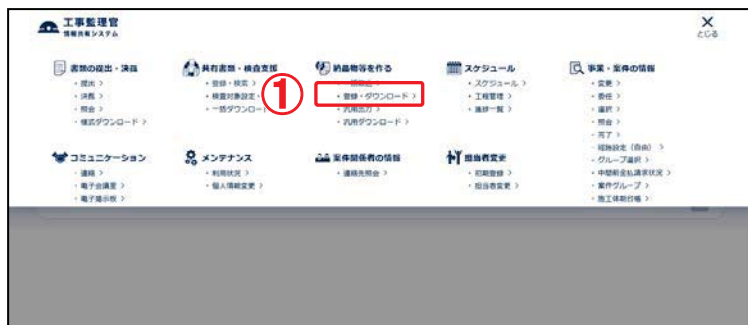 工事監理官
情報共有システム
とじる
書類の提出・決裁
・提出 >
・決裁 >
・照会 >
・様式ダウンロード >
共有書類・検査支援
・登録・検索 >
・検査対象設定・
・一括ダウンロー
①
納品物等を作る
・登録・ダウンロード >
・汎用出力 >
・汎用ダウンロード >
スケジュール
・スケジュール >
・工程管理 >
・進捗一覧 >
事業・案件の情報
・変更 >
・委任 >
・選択 >
・照会 >
・完了 >
・経路設定（自由） >
・グループ選択 >
・中間前金払請求状況 >
・案件グループ >
・施工体制台帳 >
コミュニケーション
・連絡 >
・電子会議室 >
・電子掲示板 >
メンテナンス
・利用状況 >
・個人情報変更 >
案件関係者の情報
・連絡先照会 >
担当者変更
・初期登録 >
・担当者変更 >